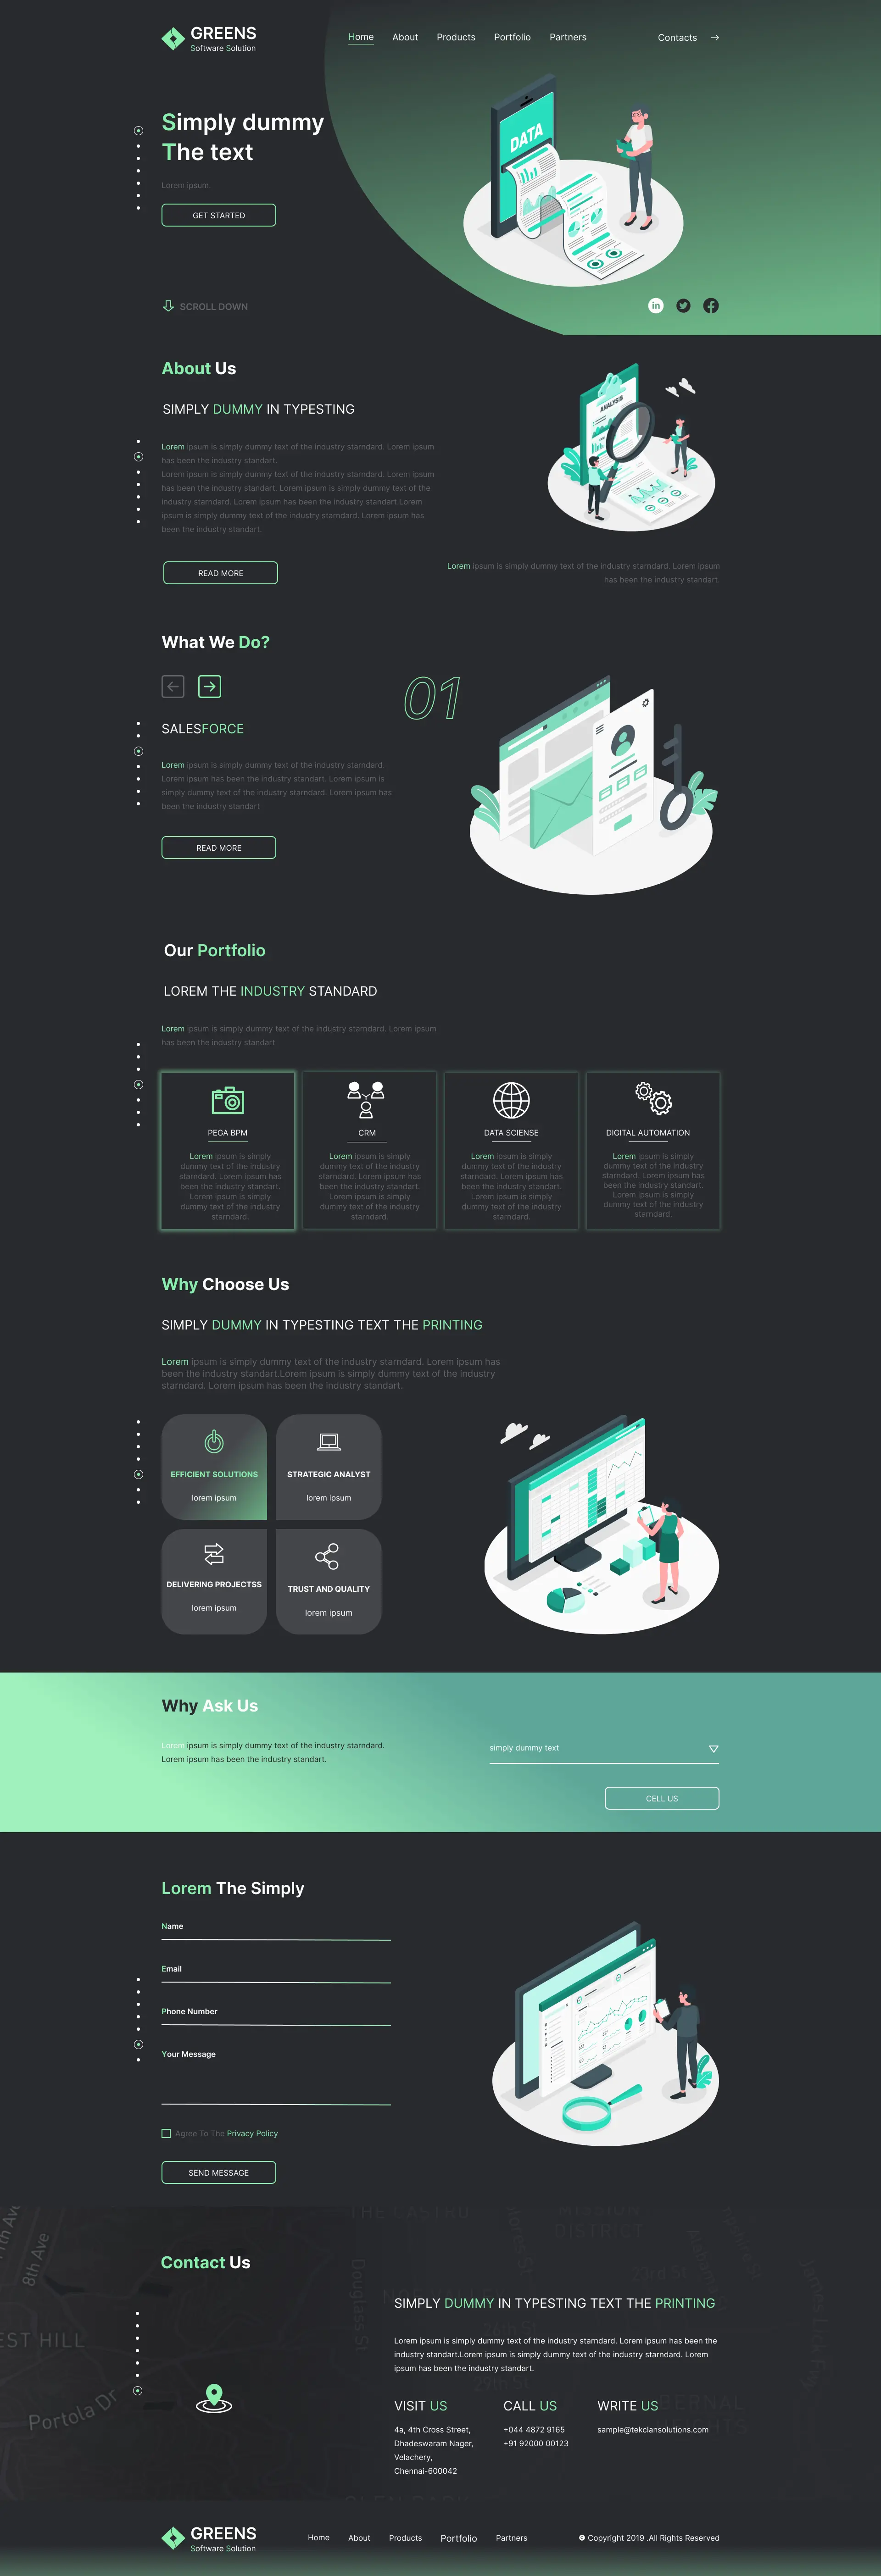 GREENS
Software Solution
Home
About
Products
Portfolio
Partners
Contacts
Simply dummy
The text
Lorem ipsum.
GET STARTED
DATA
SCROLL DOWN
in
About Us
SIMPLY DUMMY IN TYPESTING
Lorem ipsum is simply dummy text of the industry starndard. Lorem ipsum
has been the industry standart.
Lorem ipsum is simply dummy text of the industry starndard. Lorem ipsum
has been the industry standart. Lorem ipsum is simply dummy text of the
industry starndard. Lorem ipsum has been the industry standart.Lorem
ipsum is simply dummy text of the industry starndard. Lorem ipsum has
been the industry standart.
READ MORE
ANALYSIS
Lorem ipsum is simply dummy text of the industry starndard. Lorem ipsum
has been the industry standart.
What We Do?
01
SALESFORCE
Lorem ipsum is simply dummy text of the industry starndard.
Lorem ipsum has been the industry standart. Lorem ipsum is
simply dummy text of the industry starndard. Lorem ipsum has
been the industry standart
READ MORE
Our Portfolio
LOREM THE INDUSTRY STANDARD
Lorem ipsum is simply dummy text of the industry starndard. Lorem ipsum
has been the industry standart
PEGA BPM
Lorem ipsum is simply
dummy text of the industry
starndard. Lorem ipsum has
been the industry standart.
Lorem ipsum is simply
dummy text of the industry
starndard.
CRM
Lorem ipsum is simply
dummy text of the industry
starndard. Lorem ipsum has
been the industry standart.
Lorem ipsum is simply
dummy text of the industry
starndard.
DATA SCIENSE
Lorem ipsum is simply
dummy text of the industry
starndard. Lorem ipsum has
been the industry standart.
Lorem ipsum is simply
dummy text of the industry
starndard.
DIGITAL AUTOMATION
Lorem ipsum is simply
dummy text of the industry
starndard. Lorem ipsum has
been the industry standart.
Lorem ipsum is simply
dummy text of the industry
starndard.
Why Choose Us
SIMPLY DUMMY IN TYPESTING TEXT THE PRINTING
Lorem ipsum is simply dummy text of the industry starndard. Lorem ipsum has
been the industry standart.Lorem ipsum is simply dummy text of the industry
starndard. Lorem ipsum has been the industry standart.
EFFICIENT SOLUTIONS
lorem ipsum
STRATEGIC ANALYST
lorem ipsum
DELIVERING PROJECTSS
lorem ipsum
TRUST AND QUALITY
lorem ipsum
Why Ask Us
Lorem ipsum is simply dummy text of the industry starndard.
Lorem ipsum has been the industry standart.
simply dummy text
CELL US
Lorem The Simply
Name
Email
Phone Number
Your Message
Agree To The Privacy Policy
SEND MESSAGE
8th Ave
EST HILL
Portola Dr
Douglass St
DISTRICT
23rd St
29th St
Contact Us
SIMPLY DUMMY IN TYPESTING TEXT THE PRINTING
Lorem ipsum is simply dummy text of the industry starndard. Lorem ipsum has been the
industry standart.Lorem ipsum is simply dummy text of the industry starndard. Lorem
ipsum has been the industry standart.
VISIT US
4a, 4th Cross Street,
Dhadeswaram Nager,
Velachery,
Chennai-600042
CALL US
+044 4872 9165
+91 92000 00123
WRITE US
sample@tekclansolutions.com
GREENS
Software Solution
Home
About
Products
Portfolio
Partners
Copyright 2019 .All Rights Reserved